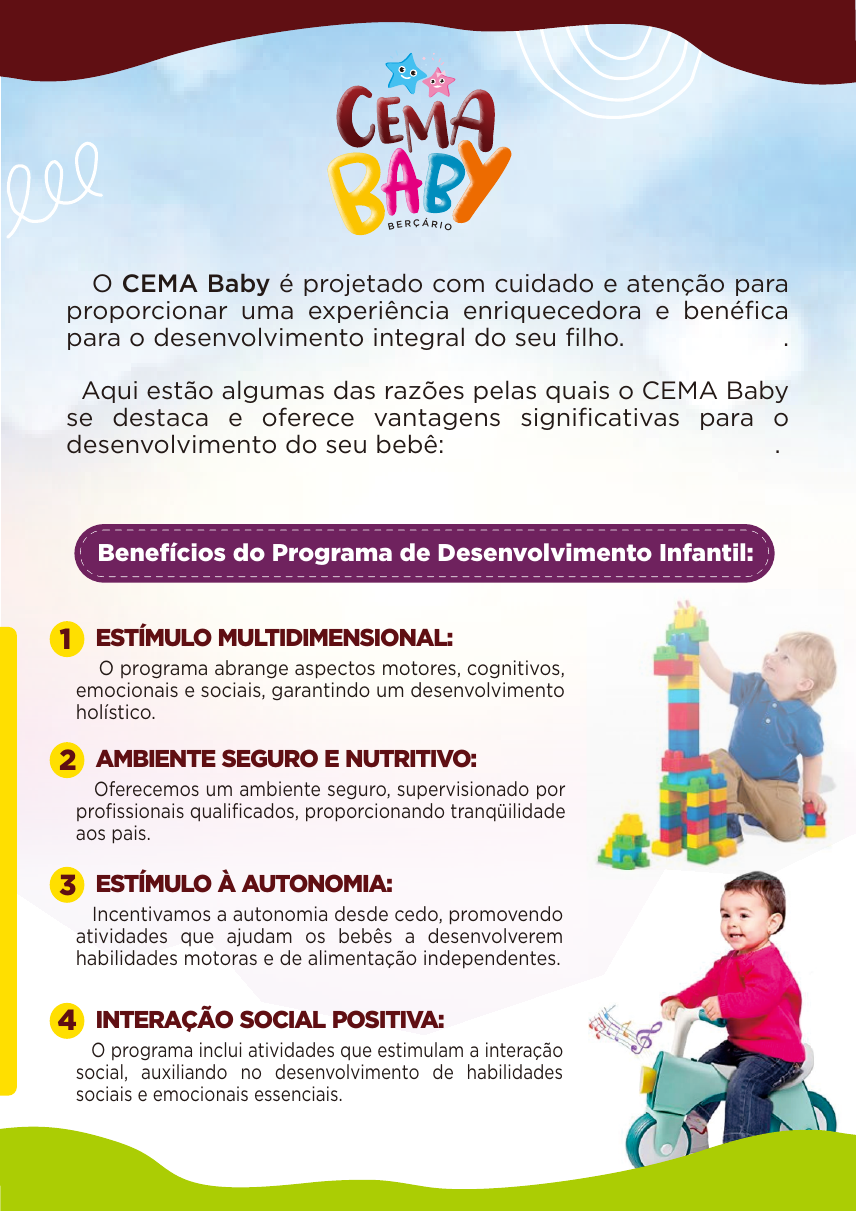 CEMA
BABY
BERÇÁRIO
O CEMA Baby é projetado com cuidado e atenção para
proporcionar uma experiência enriquecedora e benéfica
para o desenvolvimento integral do seu filho. .
Aqui estão algumas das razões pelas quais o CEMA Baby
se destaca e oferece vantagens significativas para o
desenvolvimento do seu bebê: .
Benefícios do Programa de Desenvolvimento Infantil:
1 ESTÍMULO MULTIDIMENSIONAL:
O programa abrange aspectos motores, cognitivos,
emocionais e sociais, garantindo um desenvolvimento
holístico.
2 AMBIENTE SEGURO E NUTRITIVO:
Oferecemos um ambiente seguro, supervisionado por
profissionais qualificados, proporcionando tranqüilidade
aos pais.
3 ESTÍMULO À AUTONOMIA:
Incentivamos a autonomia desde cedo, promovendo
atividades que ajudam os bebês a desenvolverem
habilidades motoras e de alimentação independentes.
4 INTERAÇÃO SOCIAL POSITIVA:
O programa inclui atividades que estimulam a interação
social, auxiliando no desenvolvimento de habilidades
sociais e emocionais essenciais.